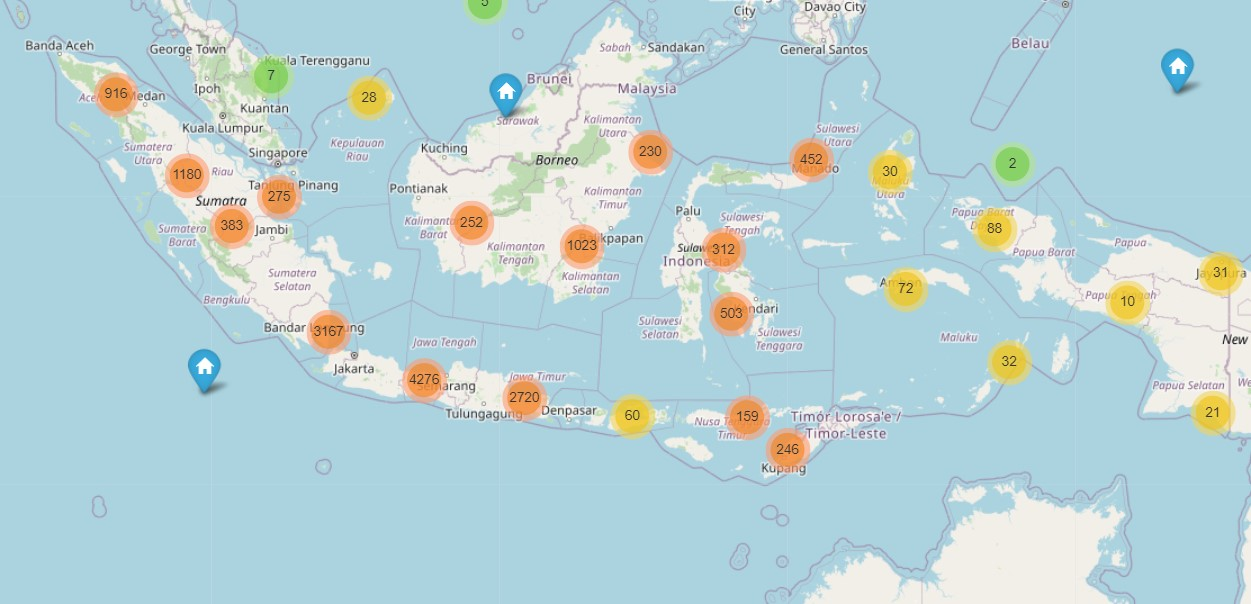 5
City
Davao City
Banda Aceh
George Town
Kuala Terengganu
Sabah
Sandakan
General Santos
Belau
7
Ipoh
Brunei
Malaysia
916
Medan
28
Kuantan
Kuala Lumpur
Sarawak
Kalimantan
Utara
Sulawesi
Utara
Sumatera
Utara
Kepulauan
Riau
Kuching
230
452
Manado
Singapore
Borneo
30
2
1180
Riau
Tanjung Pinang
Pontianak
Kalimantan
Timur
Utara
Sumatra
275
Palu
Sulawesi
Tengah
Papua Barat
383
Sumatera
Barat
Jambi
Kalimantan
Barat
252
88
Kalimantan
Tengah
1023
312
Indonesia
Papua Barat
Papua
Sumatera
Selatan
Kalimantan
Selatan
31
72
10
Bengkulu
503
Sulawesi
Selatan
Sulawesi
Tenggara
Maluku
3167
Jawa Tengah
New
Jakarta
32
4276
Jawa Timur
Papua Selatan
2720
Tulungagung
Denpasar
60
159
Timór Lorosa'e /
Timor-Leste
21
246
Kupang